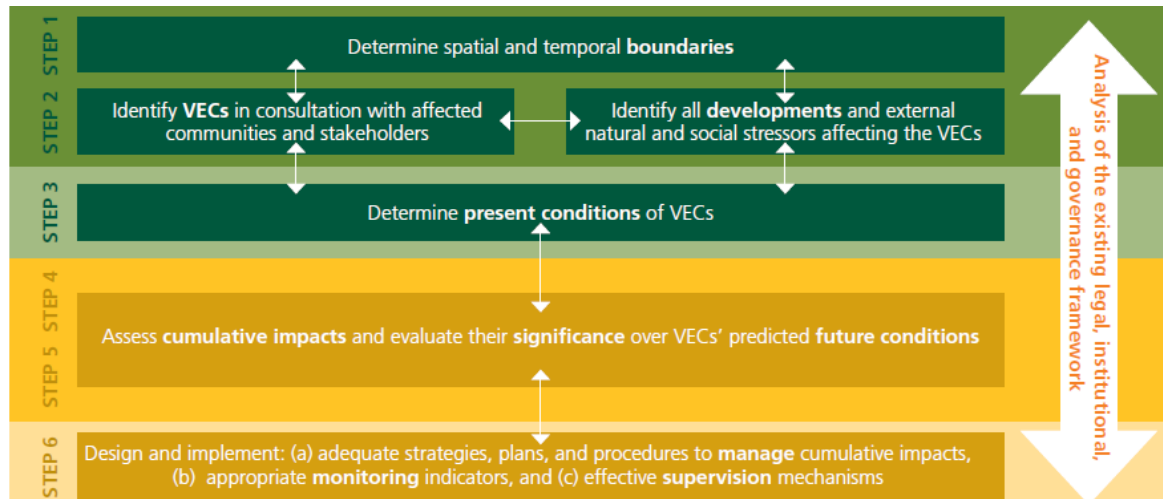 STEP 1
Determine spatial and temporal boundaries
STEP 2
Identify VECs in consultation with affected
communities and stakeholders
Identify all developments and external
natural and social stressors affecting the VECs
STEP 3
Determine present conditions of VECs
STEP 4
STEP 5
Assess cumulative impacts and evaluate their significance over VECs’ predicted future conditions
STEP 6
Design and implement: (a) adequate strategies, plans, and procedures to manage cumulative impacts,
(b) appropriate monitoring indicators, and (c) effective supervision mechanisms
Analysis of the existing legal, institutional,
and governance framework